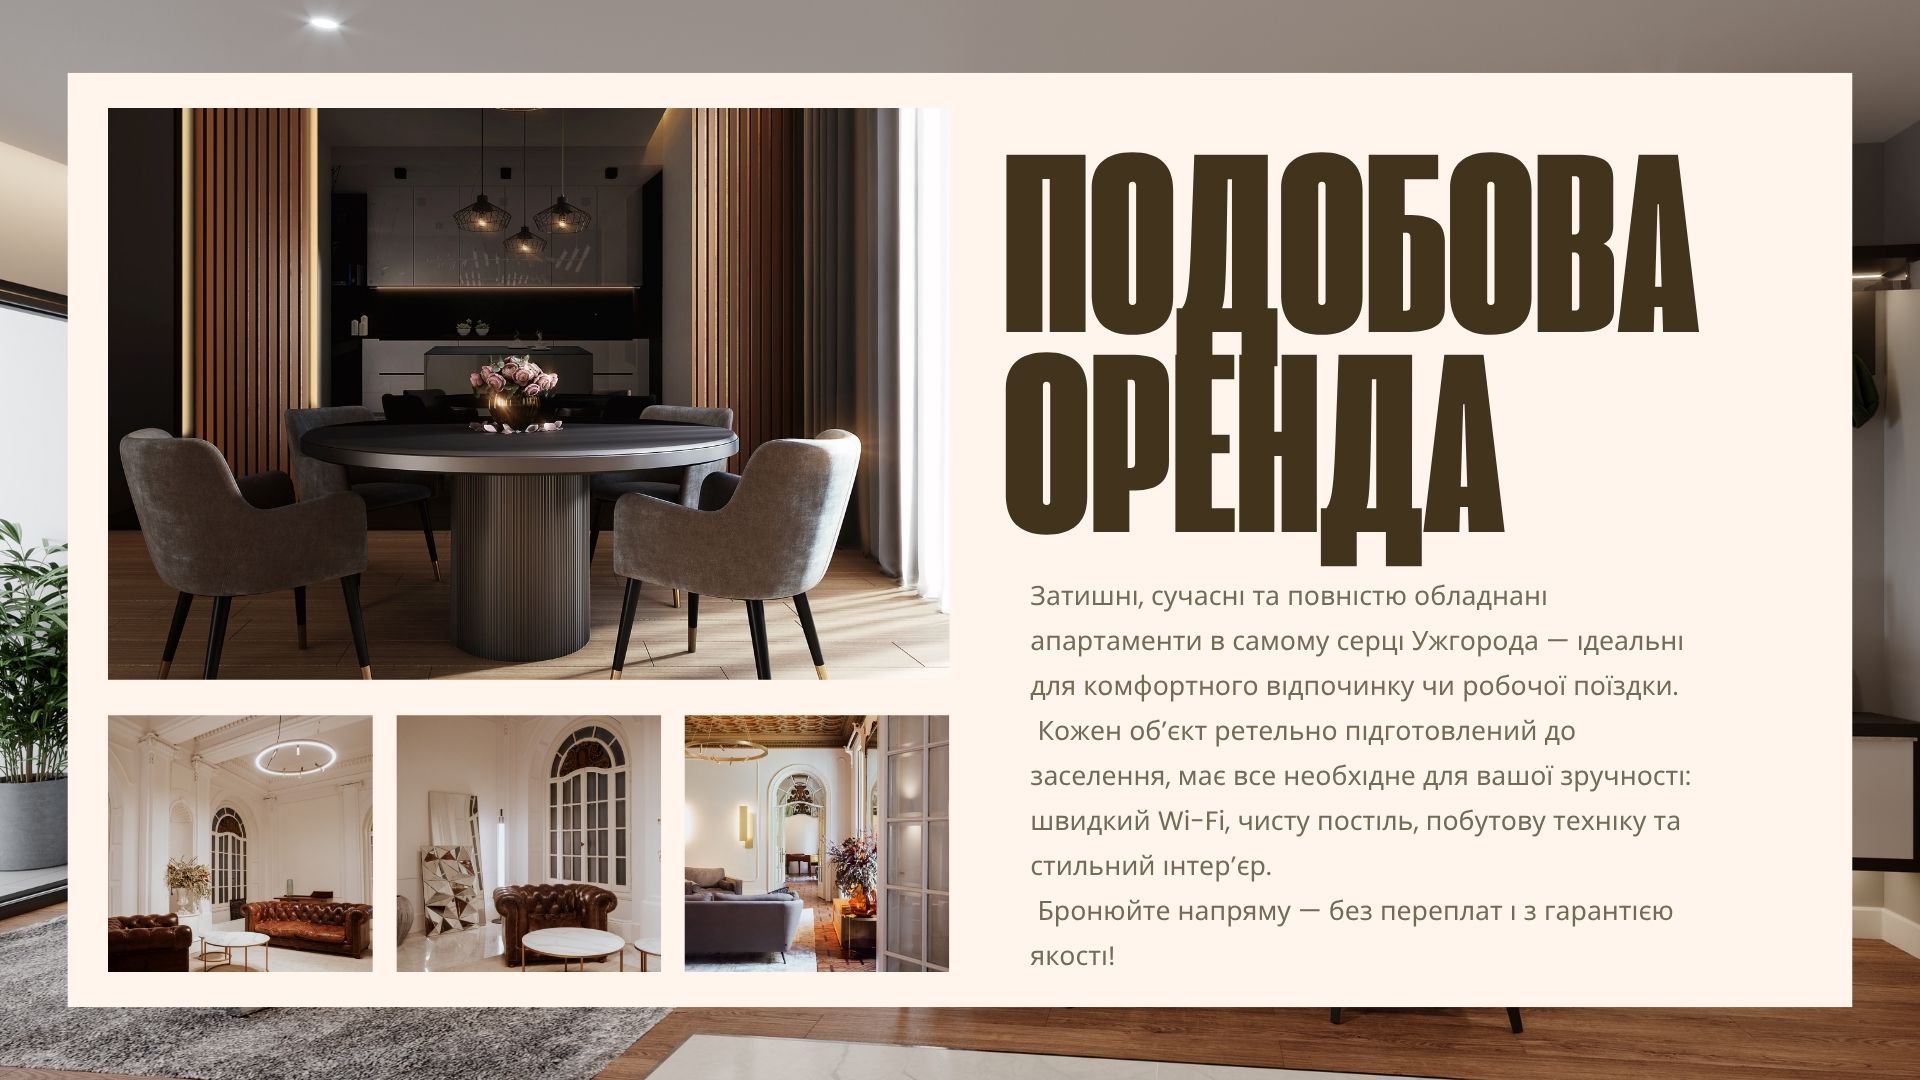 ПОДОБОВА
ОРЕНДА
Затишні, сучасні та повністю обладнані
апартаменти в самому серці Ужгорода — ідеальні
для комфортного відпочинку чи робочої поїздки.
Кожен об’єкт ретельно підготовлений до
заселення, має все необхідне для вашої зручності:
швидкий Wi-Fi, чисту постіль, побутову техніку та
стильний інтер’єр.
Бронюйте напряму — без переплат і з гарантією
якості!